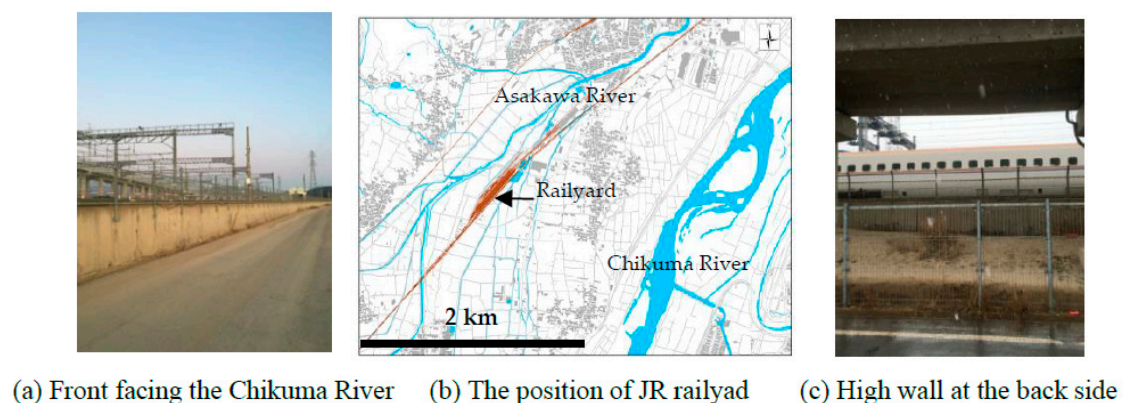 Asakawa River
Railyard
Chikuma River
2 km
(a) Front facing the Chikuma River
(b) The position of JR railyad
(c) High wall at the back side